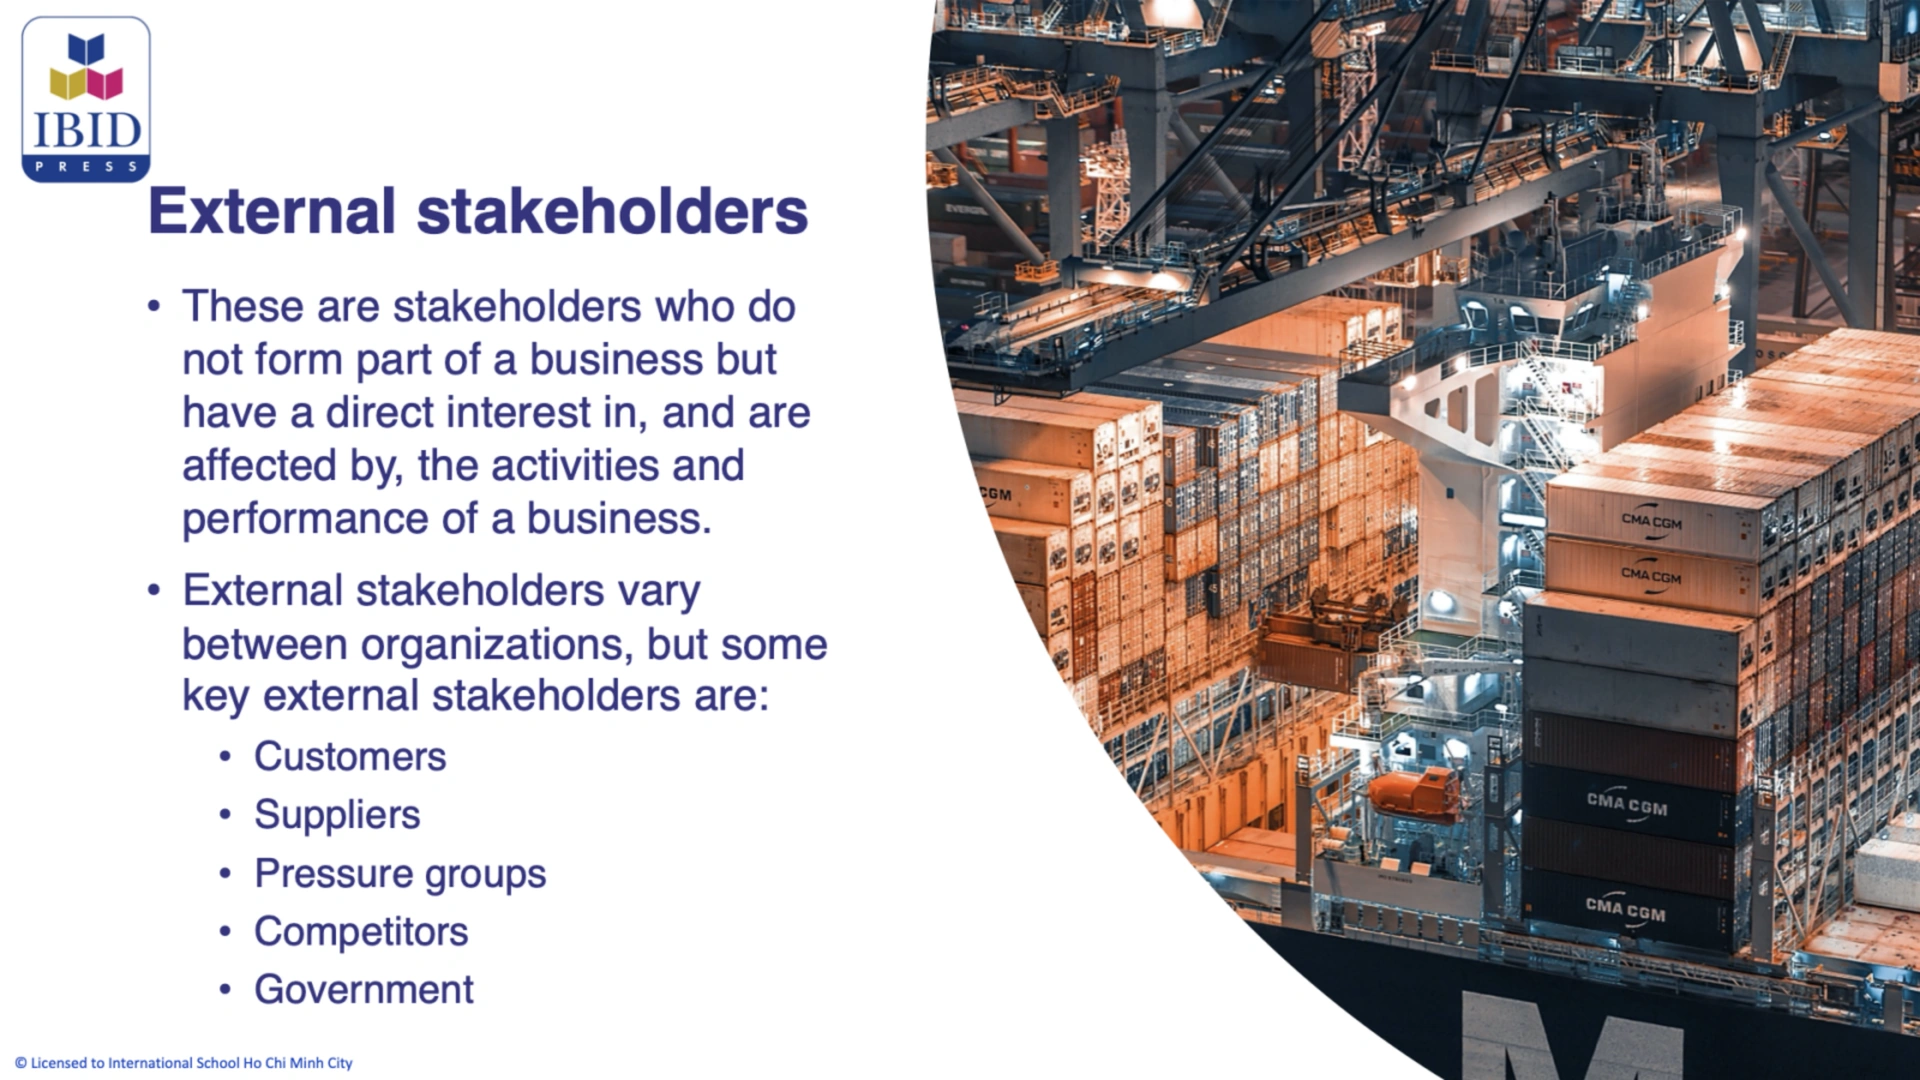 IBID
PRESS
External stakeholders
• These are stakeholders who do
not form part of a business but
have a direct interest in, and are
affected by, the activities and
performance of a business.
• External stakeholders vary
between organizations, but some
key external stakeholders are:
• Customers
• Suppliers
• Pressure groups
• Competitors
• Government
© Licensed to International School Ho Chi Minh City
CGM
CMA CGM
CMA CGM
CMA CGM
CMA CGM